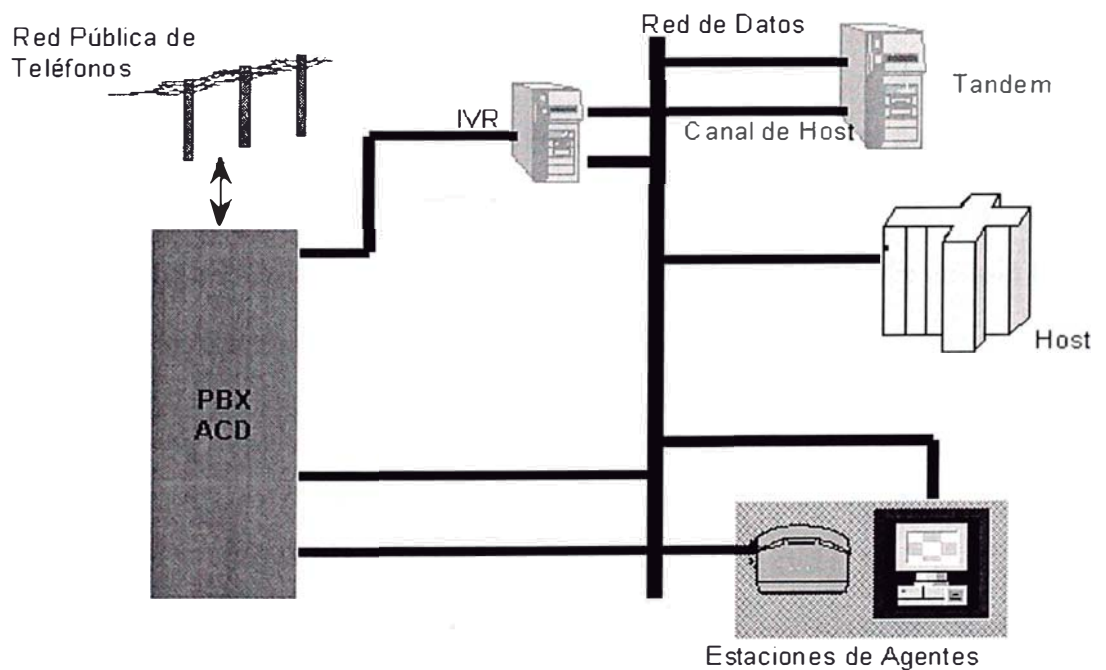 Red Pública de
Teléfonos
Red de Datos
Tandem
IVR
Canal de Host
Host
PBX
ACD
Estaciones de Agentes